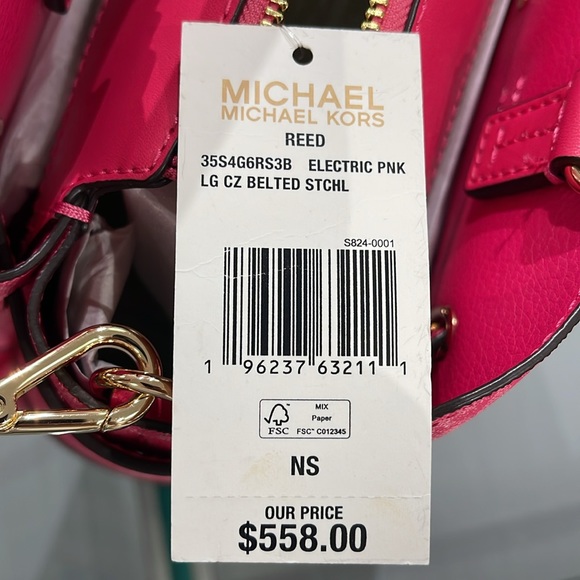 MICHAEL
MICHAEL KORS
REED
35S4G6RS3B ELECTRIC PNK
LG CZ BELTED STCHL
S824-0001
1 96237 63211 1
FSC
MIX
Paper
FSC® C012345
NS
OUR PRICE
$558.00